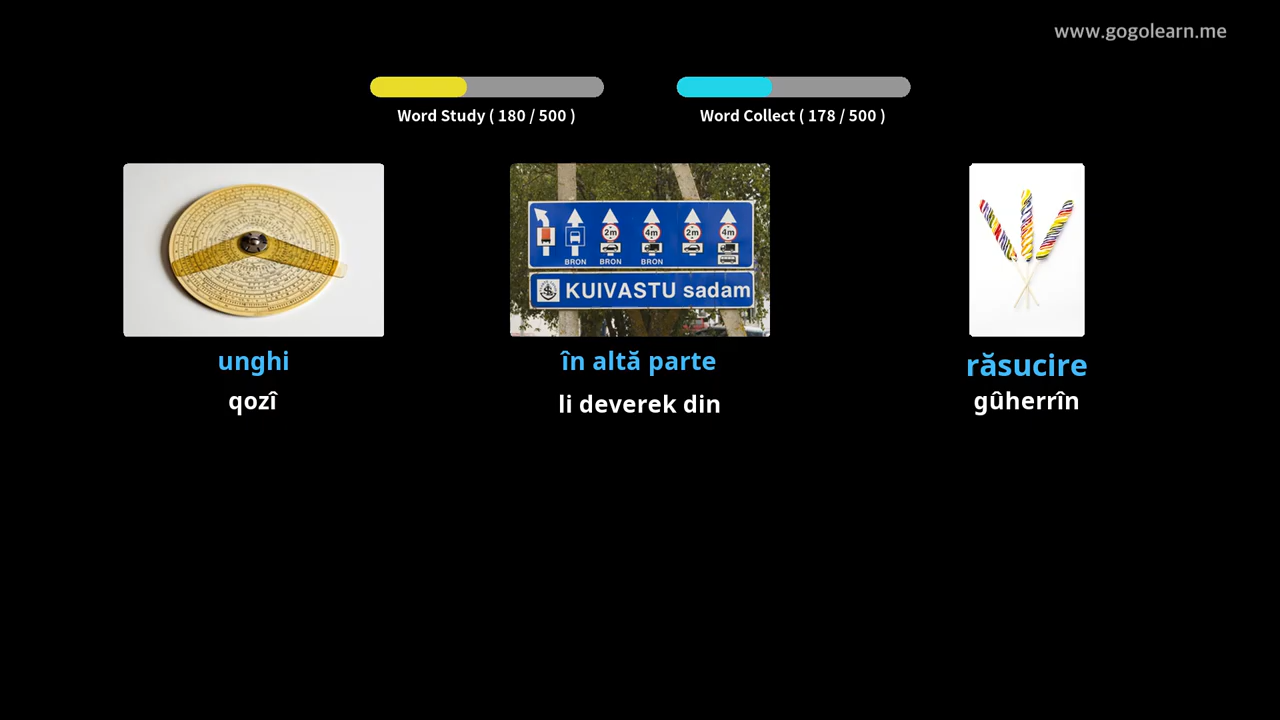 www.gogolearn.me
Word Study ( 180 / 500 )
Word Collect ( 178 / 500 )
2m
4m
2m
4m
BRON
BRON
BRON
KUIVASTU sadam
unghi
în altă parte
răsucire
qozî
li deverek din
gûherrîn